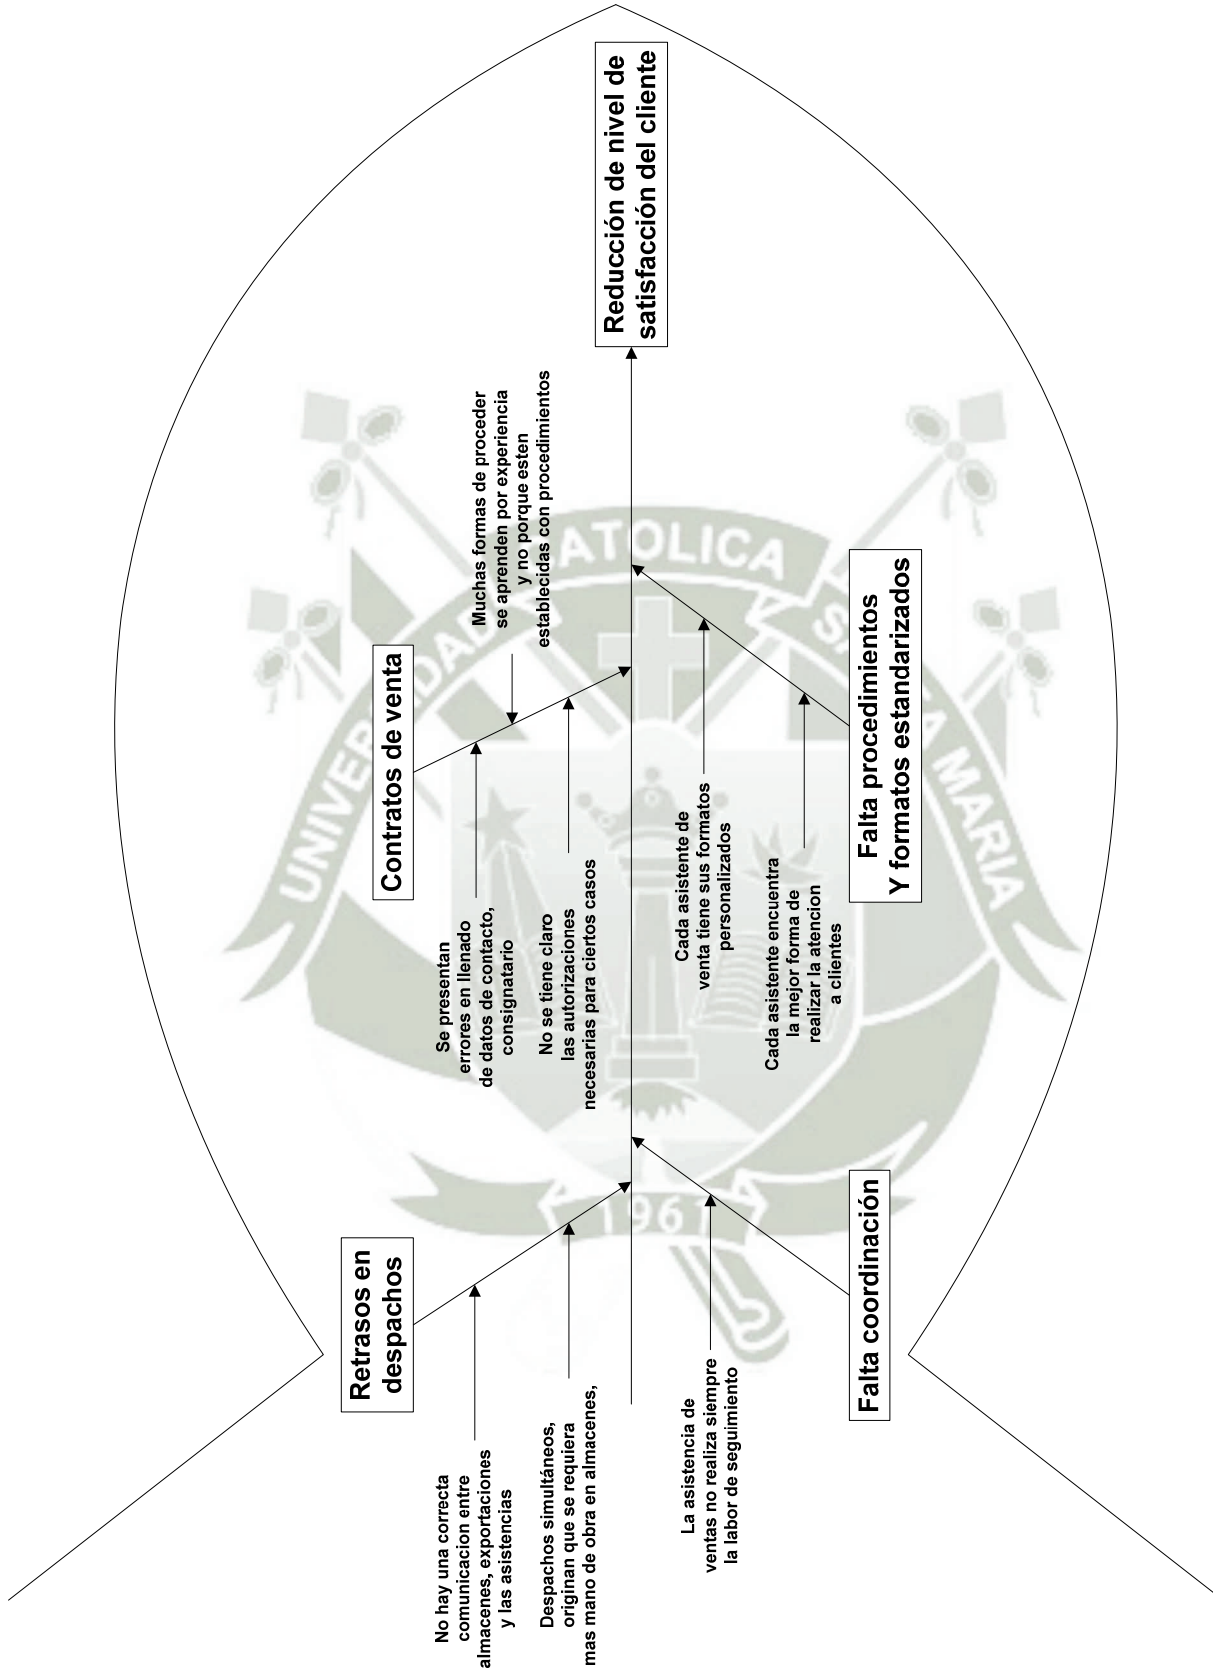 Retrasos en
despachos
No hay una correcta
comunicacion entre
almacenes, exportaciones
y las asistencias
Despachos simultáneos,
originan que se requiera
mas mano de obra en almacenes,
Contratos de venta
Se presentan
errores en llenado
de datos de contacto,
consignatario
Muchas formas de proceder
se aprenden por experiencia
y no porque esten
establecidas con procedimientos
No se tiene claro
las autorizaciones
necesarias para ciertos casos
Reducción de nivel de
satisfacción del cliente
La asistencia de
ventas no realiza siempre
la labor de seguimiento
Falta coordinación
Cada asistente de
venta tiene sus formatos
personalizados
Cada asistente encuentra
la mejor forma de
realizar la atencion
a clientes
Falta procedimientos
Y formatos estandarizados
1961